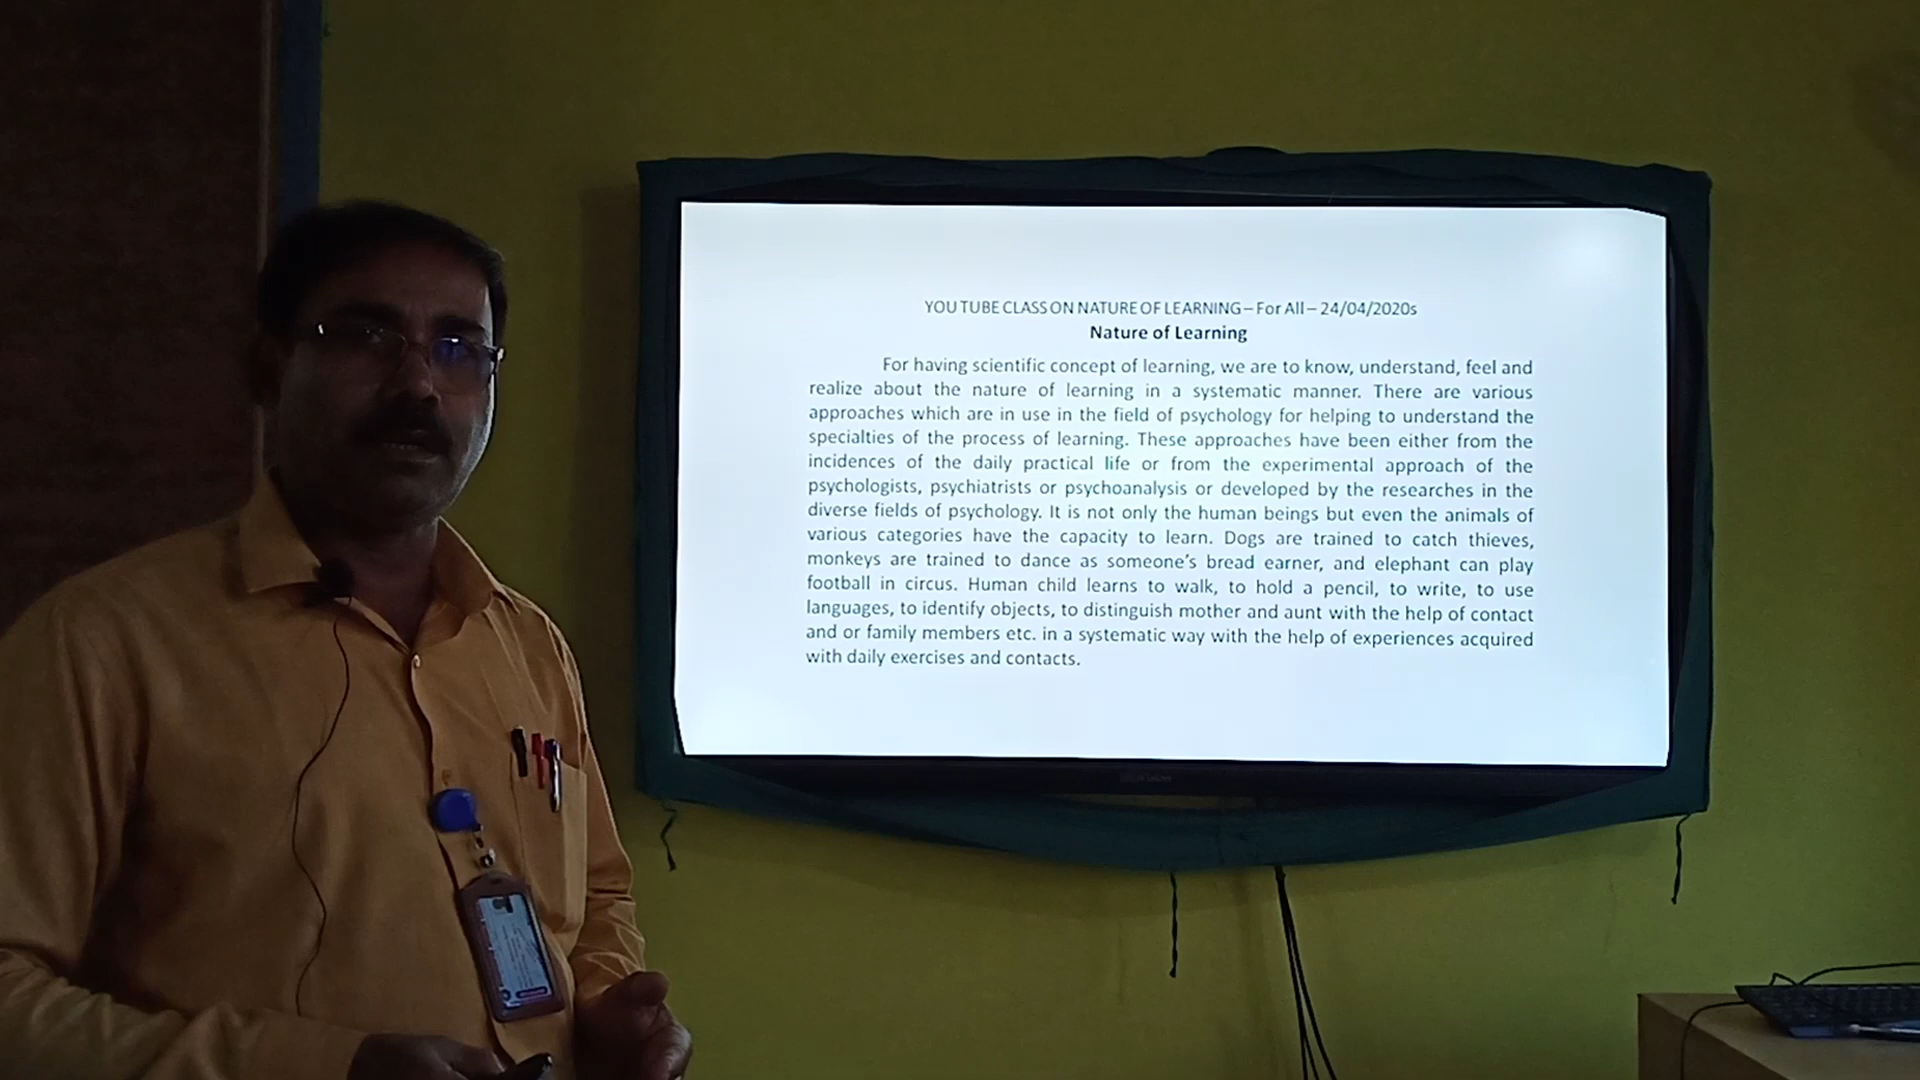 YOU TUBE CLASS ON NATURE OF LEARNING – For All – 24/04/2020s
Nature of Learning
For having scientific concept of learning, we are to know, understand, feel and
realize about the nature of learning in a systematic manner. There are various
approaches which are in use in the field of psychology for helping to understand the
specialties of the process of learning. These approaches have been either from the
incidences of the daily practical life or from the experimental approach of the
psychologists, psychiatrists or psychoanalysis or developed by the researches in the
diverse fields of psychology. It is not only the human beings but even the animals of
various categories have the capacity to learn. Dogs are trained to catch thieves,
monkeys are trained to dance as someone’s bread earner, and elephant can play
football in circus. Human child learns to walk, to hold a pencil, to write, to use
languages, to identify objects, to distinguish mother and aunt with the help of contact
and or family members etc. in a systematic way with the help of experiences acquired
with daily exercises and contacts.